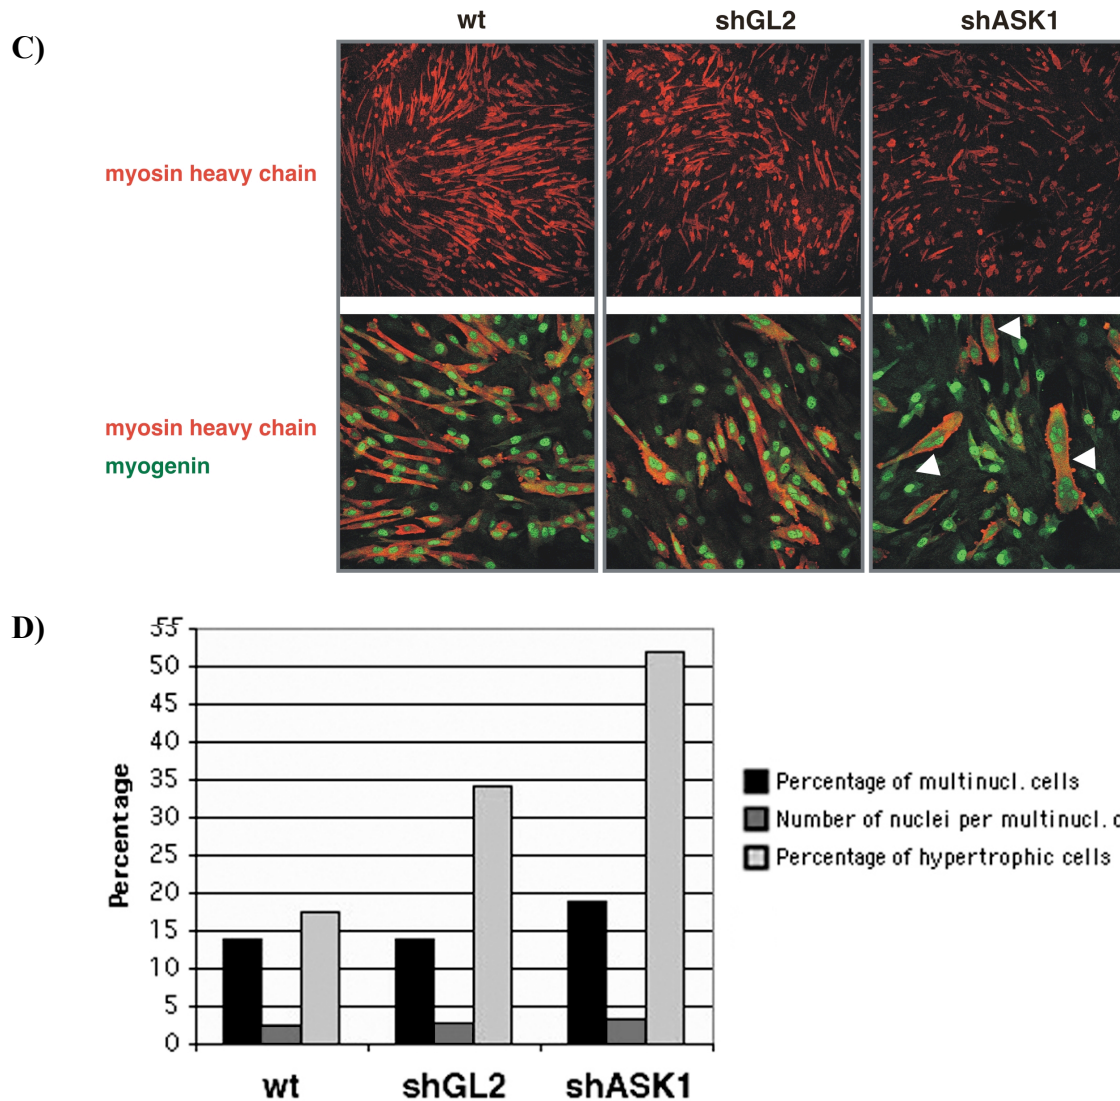 C)
wt shGL2 shASK1
myosin heavy chain
myosin heavy chain
myogenin
D)
55
50
45
40
35
30
25
20
15
10
5
0
Percentage
wt shGL2 shASK1
Percentage of multinucl. cells
Number of nuclei per multinucl. c
Percentage of hypertrophic cells